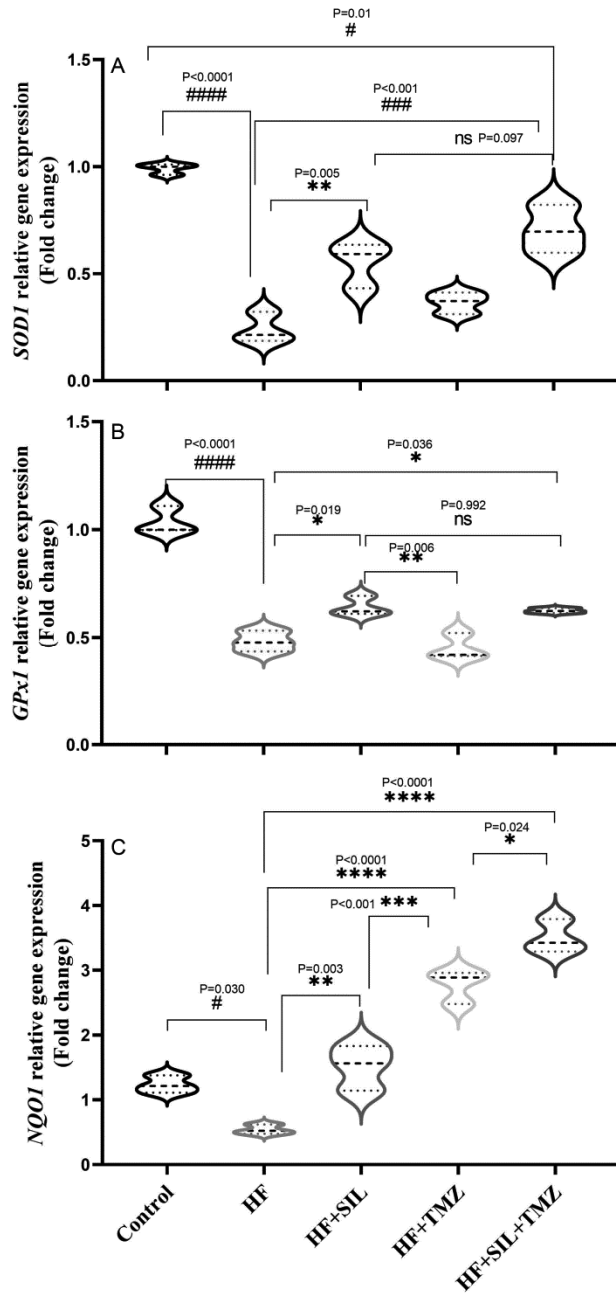 P=0.01
#
A
P<0.0001
####
P<0.001
###
ns P=0.097
P=0.005
**
1.5
1.0
0.5
0.0
SOD1 relative gene expression
(Fold change)
B
P<0.0001
####
P=0.036
*
P=0.019
*
P=0.992
ns
P=0.006
**
1.5
1.0
0.5
0.0
GPx1 relative gene expression
(Fold change)
C
P<0.0001
****
P=0.024
*
P<0.0001
****
P<0.001 ***
P=0.003
**
P=0.030
#
5
4
3
2
1
0
NQO1 relative gene expression
(Fold change)
Control
HF
HF+SIL
HF+TMZ
HF+SIL+TMZ